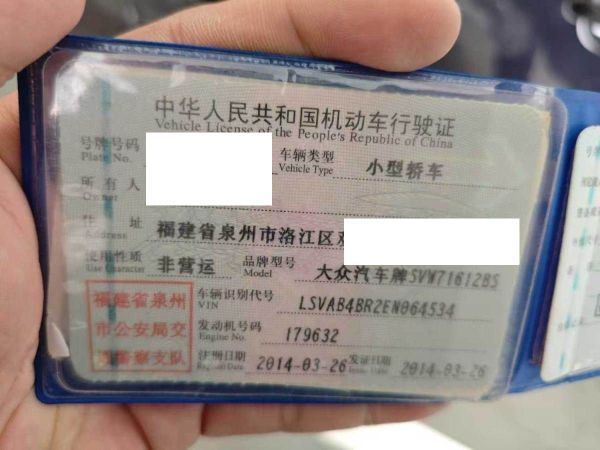 中华人民共和国机动车行驶证
Vehicle License of the People's Republic of China
号牌号码 车辆类型 小型轿车
Plate No. Vehicle Type
所有人
Owner
住址 福建省泉州市洛江区
Address
使用性质 非营运 品牌型号 大众汽车牌SVW71612BS
Use Character Model
福建省泉州 车辆识别代号 LSVAB4BR2EN064534
VIN
市公安局交 发动机号码 179632
Engine No.
通警察支队 注册日期 2014-03-26 发证日期 2014-03-26
Register Date Issue Date